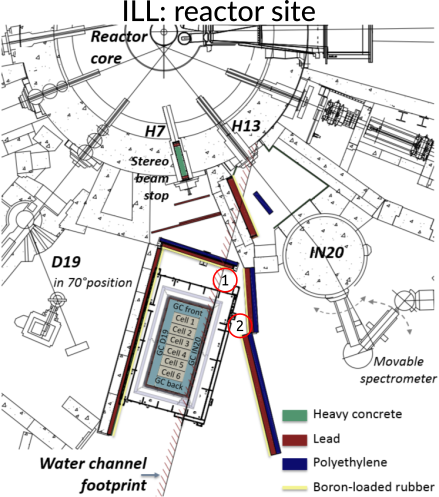 ILL: reactor site
Reactor
core
H7
H13
Stereo
beam
stop
D19
in 70°position
IN20
1
2
GC front
Cell 1
Cell 2
Cell 3
Cell 4
Cell 5
Cell 6
GC back
GC D19
GC IN20
Movable
spectrometer
Heavy concrete
Lead
Polyethylene
Boron-loaded rubber
Water channel
footprint